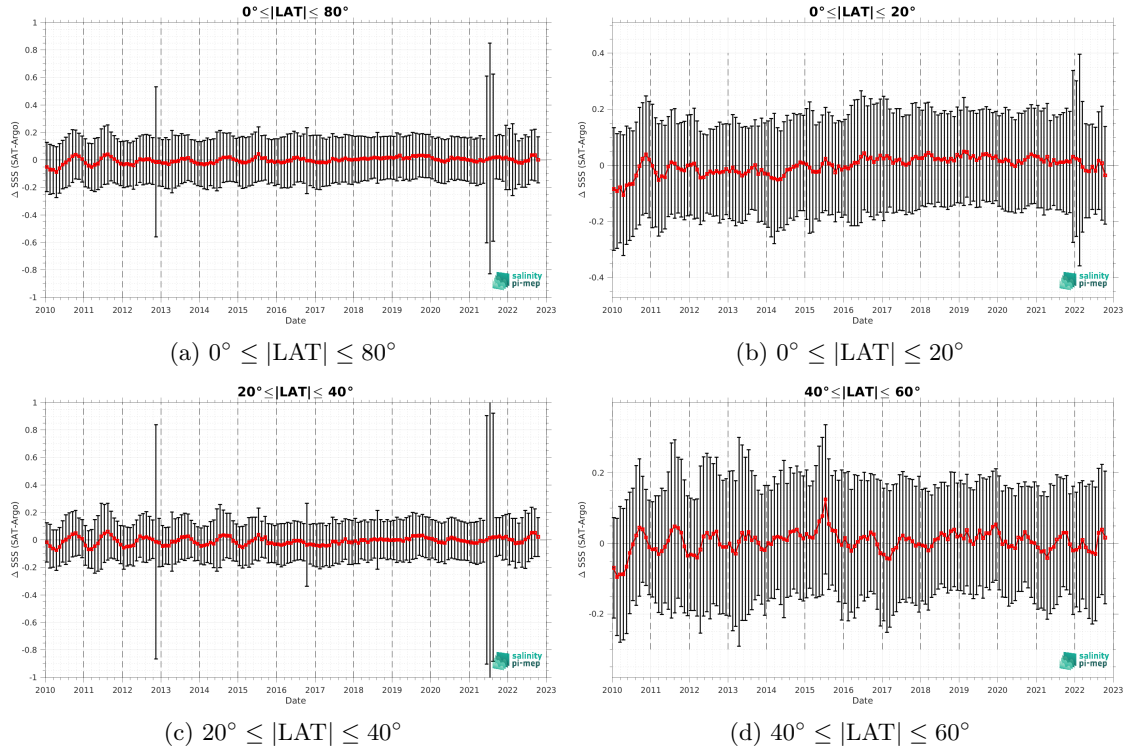 0°≤|LAT|≤ 80°
Δ SSS (SAT-Argo)
1
0.8
0.6
0.4
0.2
0
-0.2
-0.4
-0.6
-0.8
-1
2010 2011 2012 2013 2014 2015 2016 2017 2018 2019 2020 2021 2022 2023
Date
salinity
pi-mep
(a) 0° ≤ |LAT| ≤ 80°
0°≤|LAT|≤ 20°
Δ SSS (SAT-Argo)
0.4
0.2
0
-0.2
-0.4
2010 2011 2012 2013 2014 2015 2016 2017 2018 2019 2020 2021 2022 2023
Date
salinity
pi-mep
(b) 0° ≤ |LAT| ≤ 20°
20°≤|LAT|≤ 40°
Δ SSS (SAT-Argo)
1
0.8
0.6
0.4
0.2
0
-0.2
-0.4
-0.6
-0.8
-1
2010 2011 2012 2013 2014 2015 2016 2017 2018 2019 2020 2021 2022 2023
Date
salinity
pi-mep
(c) 20° ≤ |LAT| ≤ 40°
40°≤|LAT|≤ 60°
Δ SSS (SAT-Argo)
0.2
0
-0.2
2010 2011 2012 2013 2014 2015 2016 2017 2018 2019 2020 2021 2022 2023
Date
salinity
pi-mep
(d) 40° ≤ |LAT| ≤ 60°